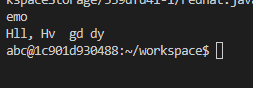 kspaceStorage/559dfd41-1/redhat.java
emo
Hll, Hv  gd dy
abc@1c901d930488:~/workspace$